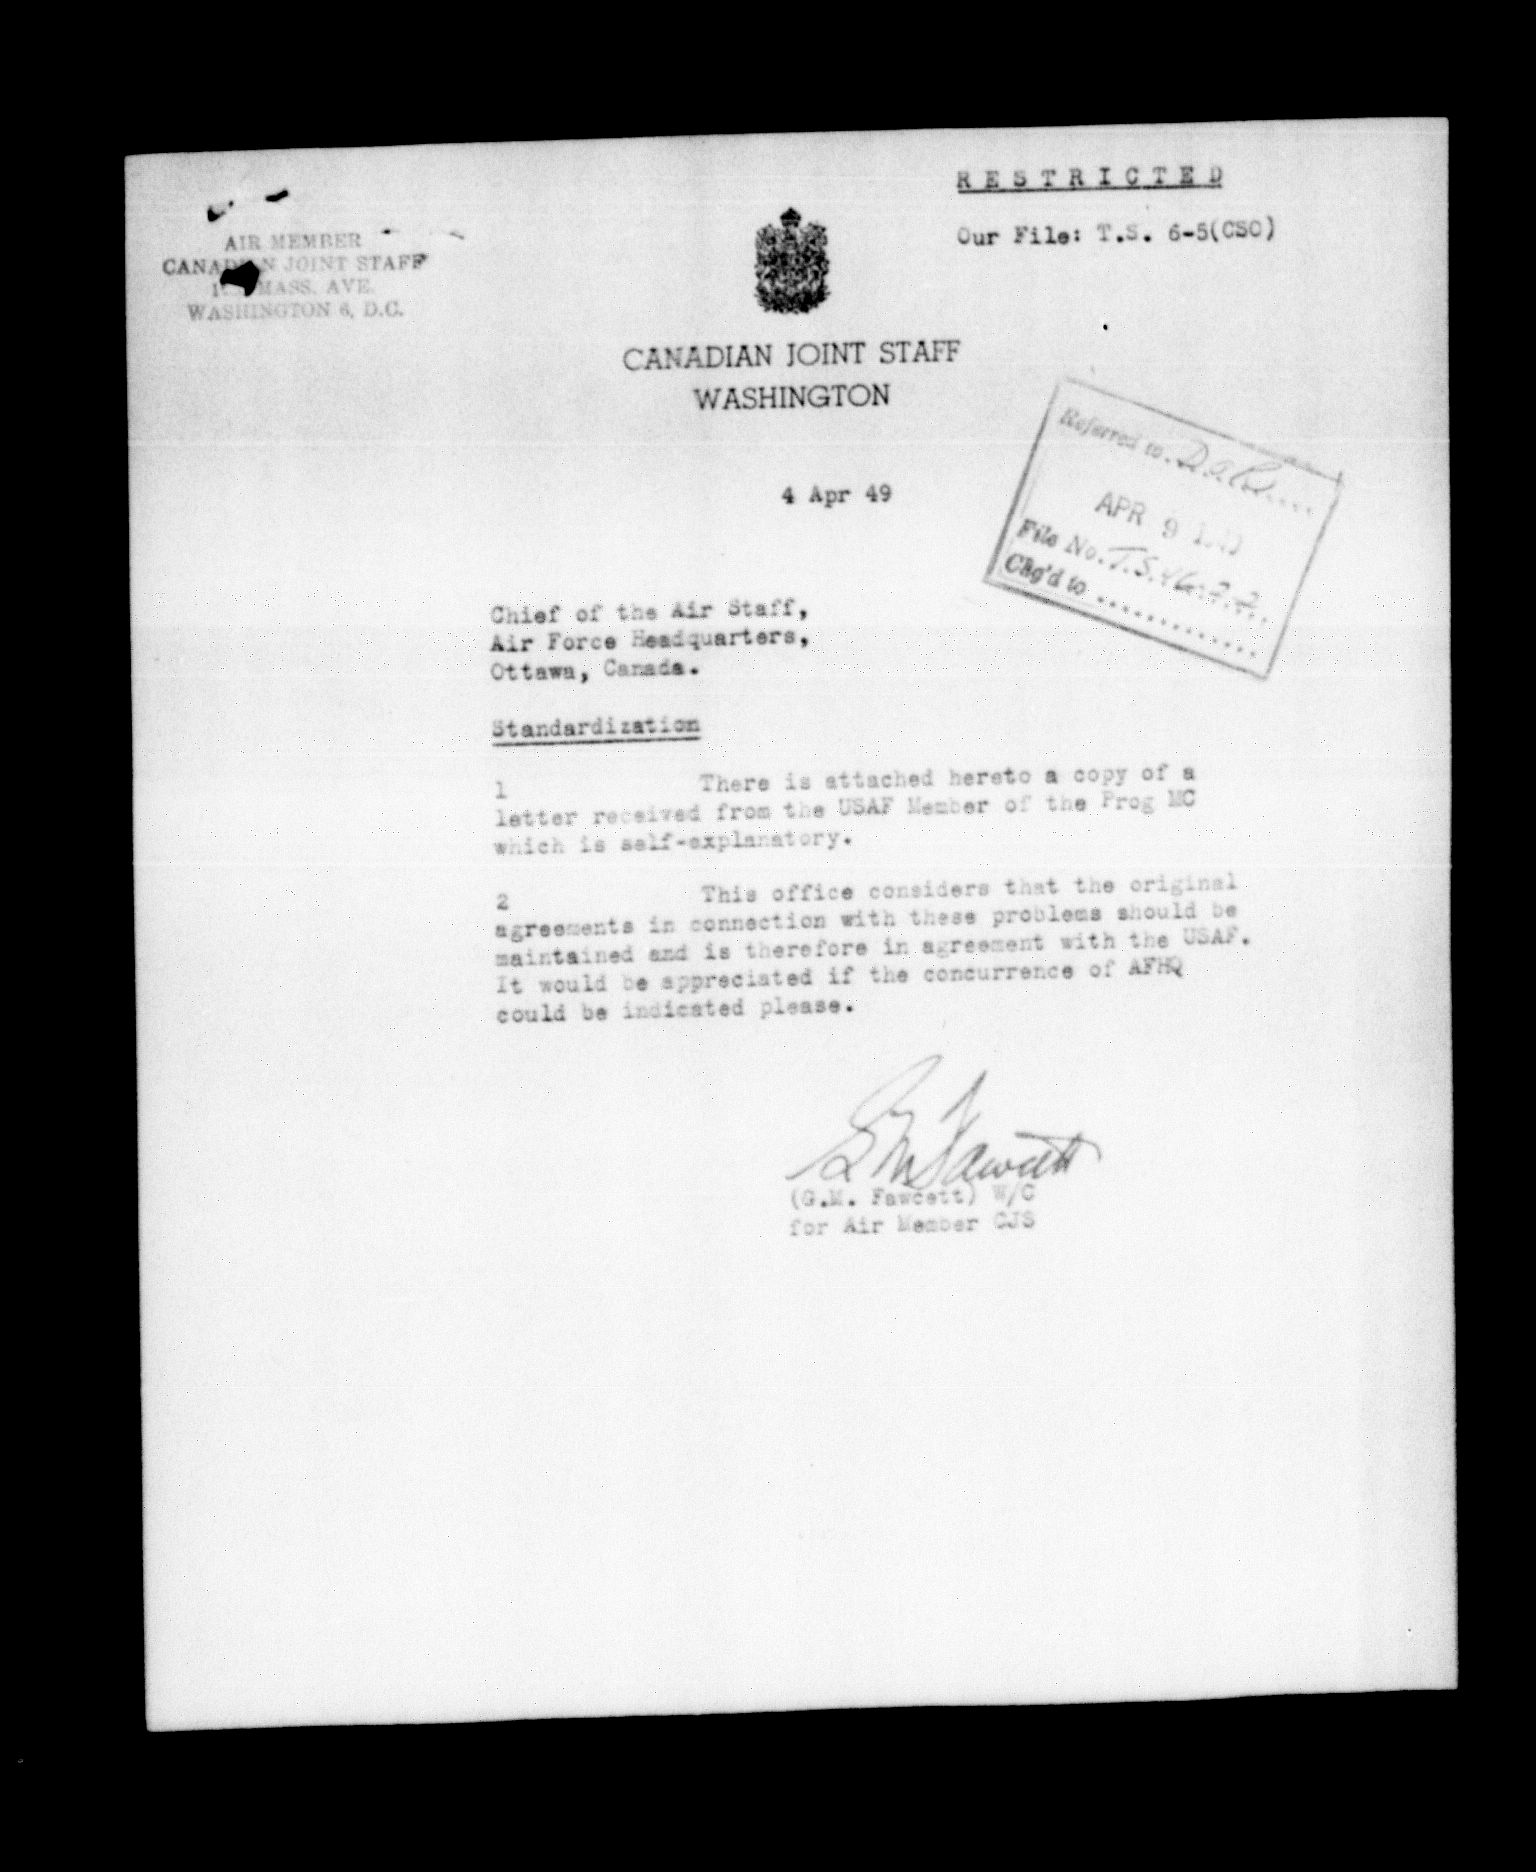 RESTRICTED
Our File: T.S. 6-5(CSO)
AIR MEMBER
CANADIAN JOINT STAFF
MASS. AVE.
WASHINGTON 6, D.C.
CANADIAN JOINT STAFF
WASHINGTON
4 Apr 49
Referred to
APR 9
File No. T.S.
Chg'd to
Chief of the Air Staff,
Air Force Headquarters,
Ottawa, Canada.
Standardization
1 There is attached hereto a copy of a
letter received from the USAF Member of the Prog MC
which is self-explanatory.
2 This office considers that the original
agreements in connection with these problems should be
maintained and is therefore in agreement with the USAF.
It would be appreciated if the concurrence of AFHQ
could be indicated please.
GM Fawcett
(G.M. Fawcett) W/C
for Air Member CJS